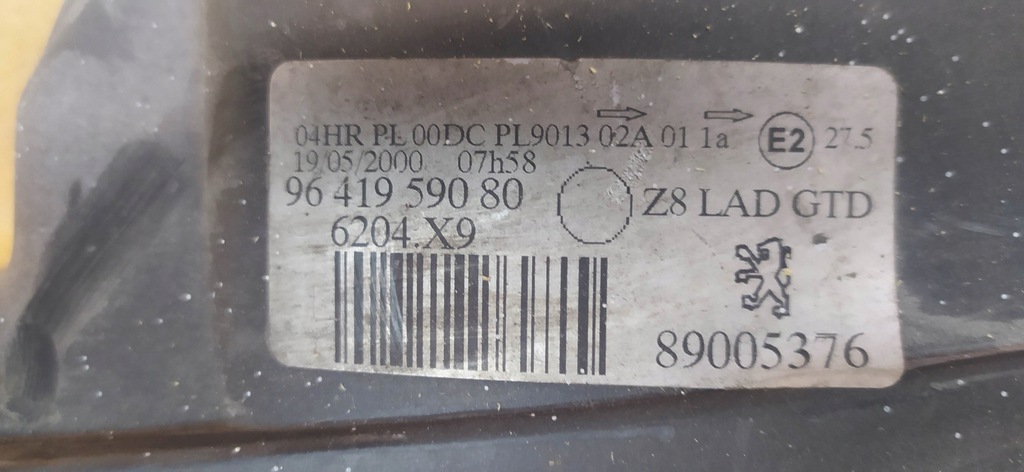 04HR PL 00DC PL9013 02A 01 1a E2 27.5
19/05/2000 07h58
96 419 590 80
Z8 LAD GTD
6204.X9
89005376